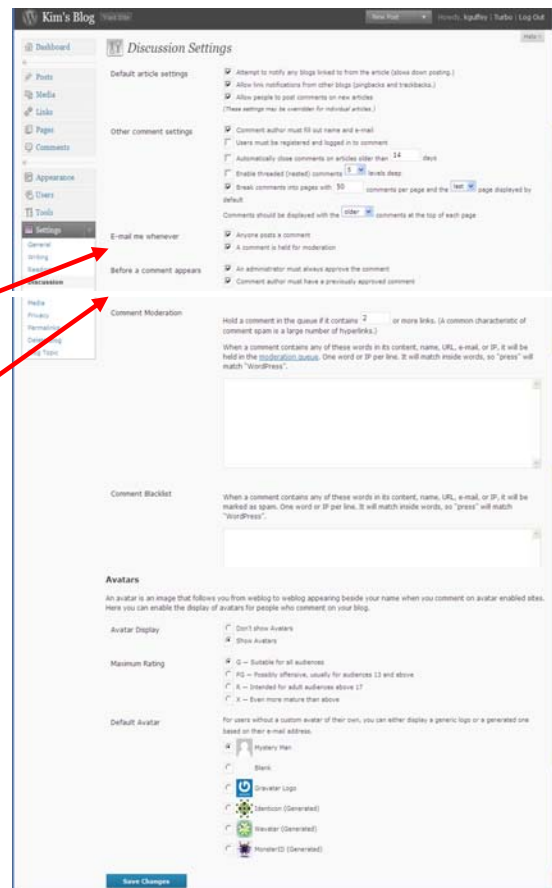 Kim's Blog Visit Site
New Post
Howdy, kguffey | Turbo | Log Out
Help
Dashboard
Posts
Media
Links
Pages
Comments
Appearance
Users
Tools
Settings
General
Writing
Discussion
Media
Privacy
Permalinks
Blog Topic
Discussion Settings
Default article settings
Attempt to notify any blogs linked to from the article (slows down posting.)
Allow link notifications from other blogs (pingbacks and trackbacks.)
Allow people to post comments on new articles
(These settings may be overridden for individual articles.)
Other comment settings
Comment author must fill out name and e-mail
Users must be registered and logged in to comment
Automatically close comments on articles older than 14 days
Enable threaded (nested) comments 5 levels deep
Break comments into pages with 50 comments per page and the last page displayed by
default
Comments should be displayed with the older comments at the top of each page
E-mail me whenever
Anyone posts a comment
A comment is held for moderation
Before a comment appears
An administrator must always approve the comment
Comment author must have a previously approved comment
Comment Moderation
Hold a comment in the queue if it contains 2 or more links. (A common characteristic of
comment spam is a large number of hyperlinks.)
When a comment contains any of these words in its content, name, URL, e-mail, or IP, it will be
held in the moderation queue. One word or IP per line. It will match inside words, so "press" will
match "WordPress".
Comment Blacklist
When a comment contains any of these words in its content, name, URL, e-mail, or IP, it will be
marked as spam. One word or IP per line. It will match inside words, so "press" will match
"WordPress".
Avatars
An avatar is an image that follows you from weblog to weblog appearing beside your name when you comment on avatar enabled sites.
Here you can enable the display of avatars for people who comment on your blog.
Avatar Display
Don't show Avatars
Show Avatars
Maximum Rating
G — Suitable for all audiences
PG — Possibly offensive, usually for audiences 13 and above
R — Intended for adult audiences above 17
X — Even more mature than above
Default Avatar
For users without a custom avatar of their own, you can either display a generic logo or a generated one
based on their e-mail address.
Mystery Man
Blank
Gravatar Logo
Identicon (Generated)
Wavatar (Generated)
MonsterID (Generated)
Save Changes